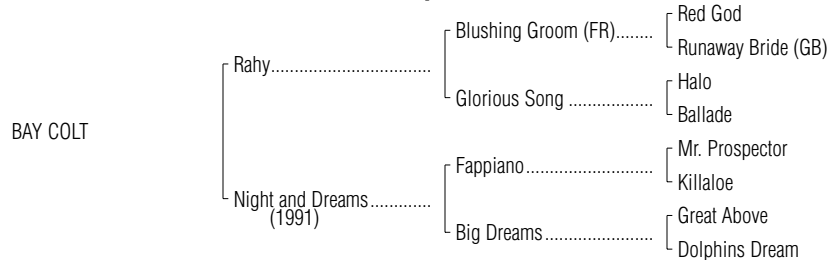 Red God
Blushing Groom (FR)........
Runaway Bride (GB)
Rahy.................................
Halo
Glorious Song .................
Ballade
BAY COLT
Mr. Prospector
Fappiano..........................
Killaloe
Night and Dreams.............
(1991)
Great Above
Big Dreams......................
Dolphins Dream